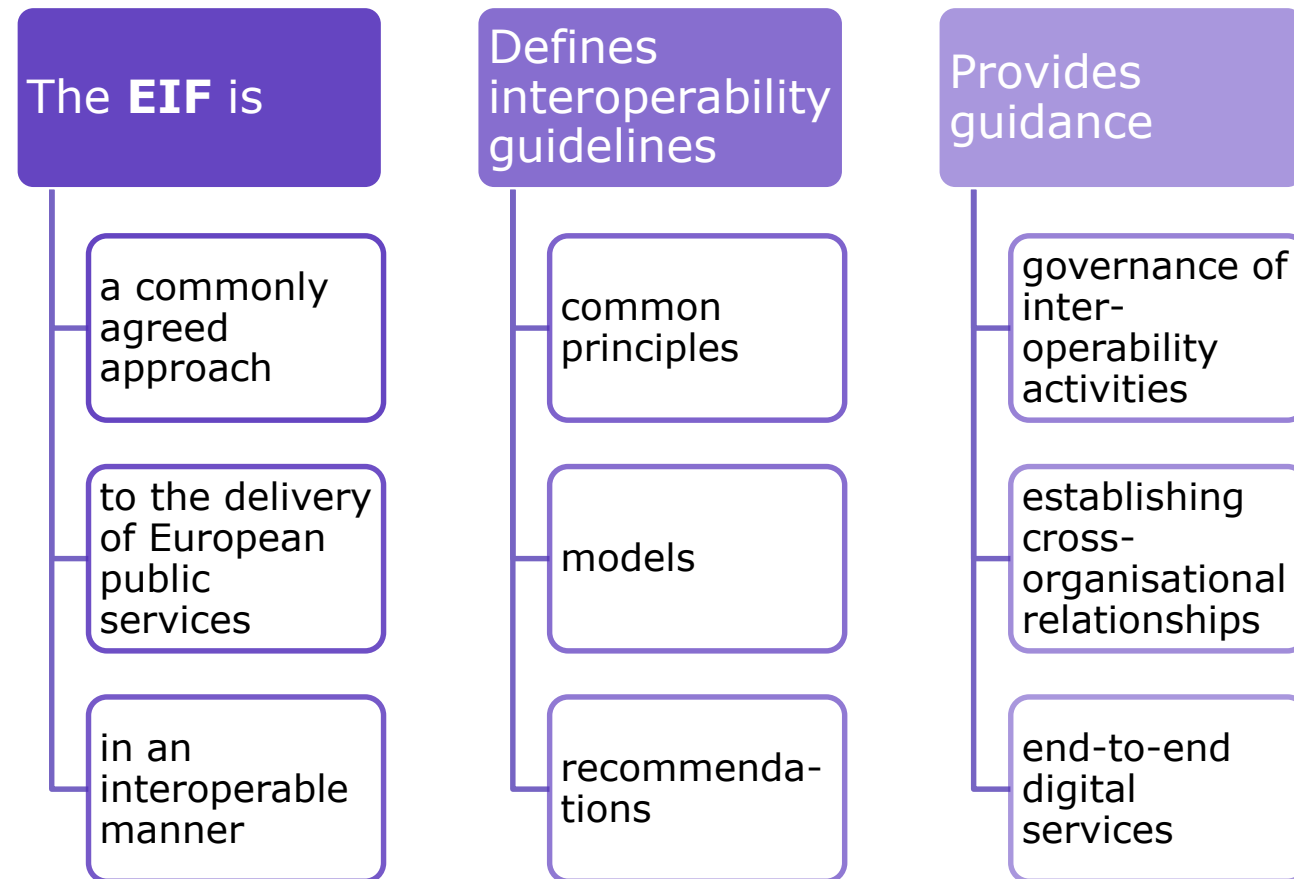 The EIF is
a commonly
agreed
approach
to the delivery
of European
public
services
in an
interoperable
manner
Defines
interoperability
guidelines
common
principles
models
recommenda-
tions
Provides
guidance
governance of
inter-
operability
activities
establishing
cross-
organisational
relationships
end-to-end
digital
services